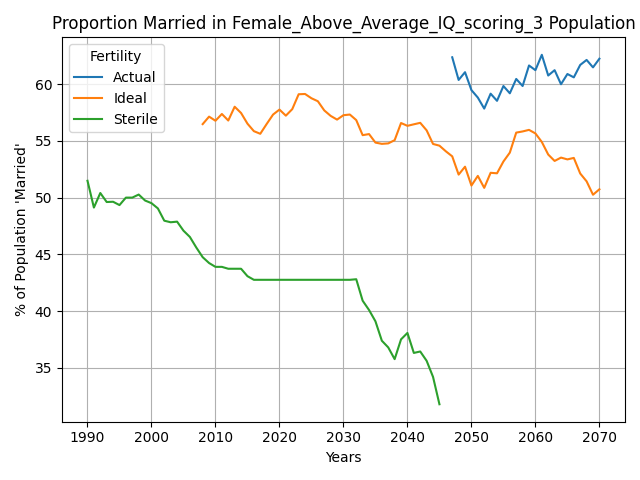 Proportion Married in Female_Above_Average_IQ_scoring_3 Population
Fertility
Actual
Ideal
Sterile
% of Population 'Married'
60
55
50
45
40
35
1990 2000 2010 2020 2030 2040 2050 2060 2070
Years